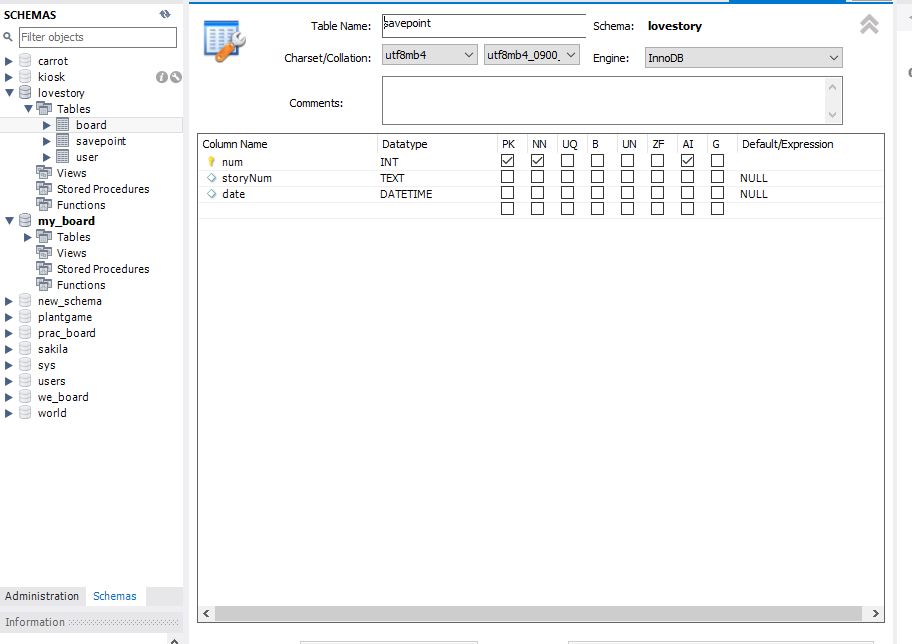 SCHEMAS
Filter objects
carrot
kiosk
lovestory
Tables
board
savepoint
user
Views
Stored Procedures
Functions
my_board
Tables
Views
Stored Procedures
Functions
new_schema
plantgame
prac_board
sakila
sys
users
we_board
world
Administration Schemas
Information
Table Name: savepoint Schema: lovestory
Charset/Collation: utf8mb4 utf8mb4_0900_ Engine: InnoDB
Comments:
Column Name Datatype PK NN UQ B UN ZF AI G Default/Expression
num INT
storyNum TEXT NULL
date DATETIME NULL